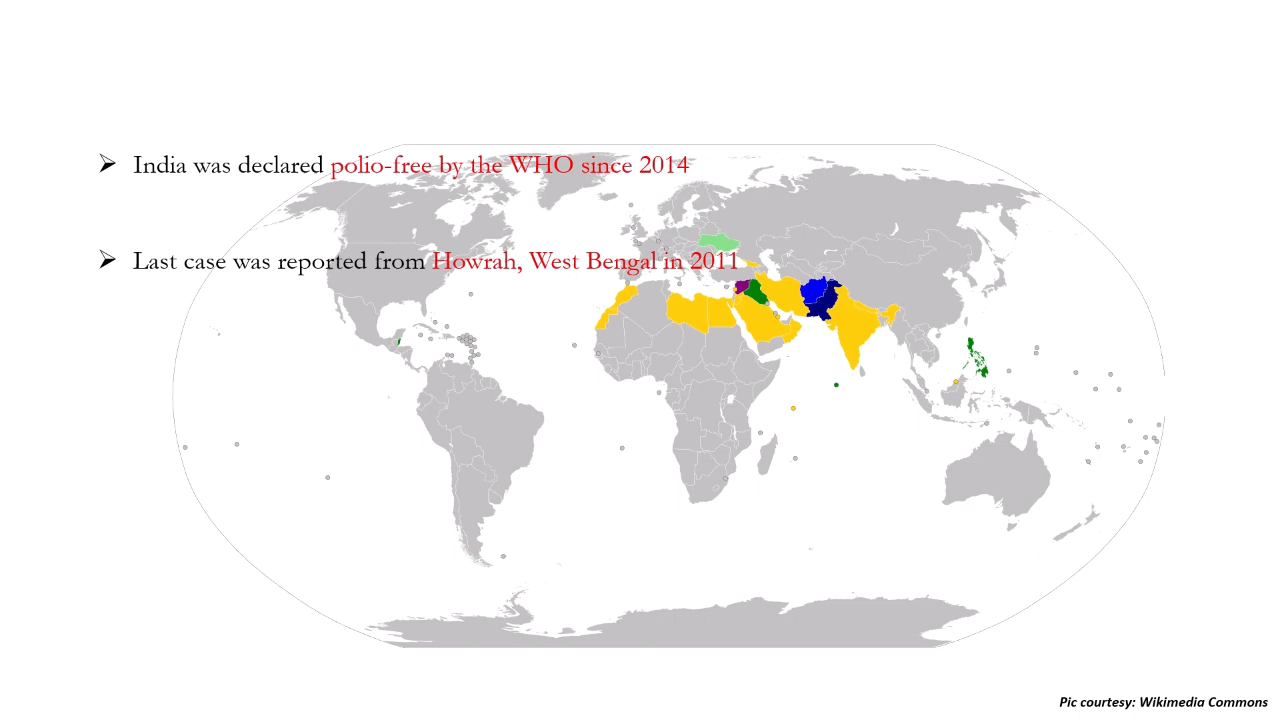 ➢ India was declared polio-free by the WHO since 2014
➢ Last case was reported from Howrah, West Bengal in 2011
Pic courtesy: Wikimedia Commons